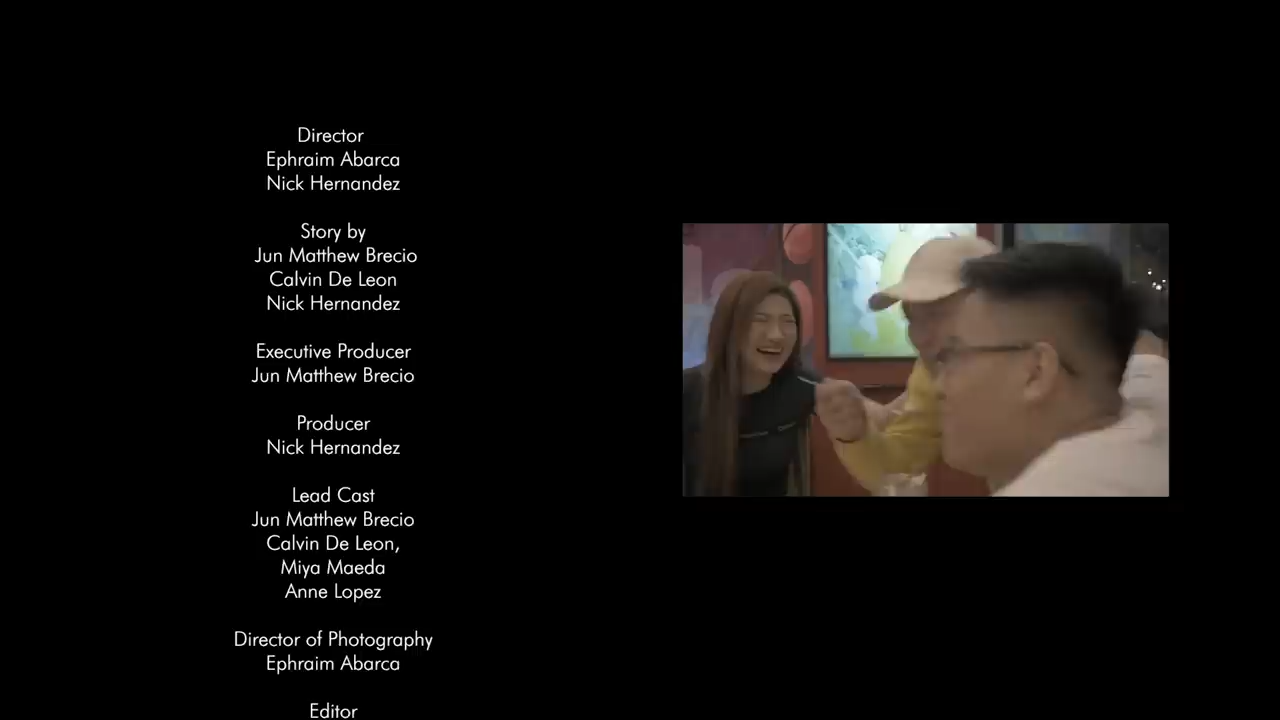 Director
Ephraim Abarca
Nick Hernandez
Story by
Jun Matthew Brecio
Calvin De Leon
Nick Hernandez
Executive Producer
Jun Matthew Brecio
Producer
Nick Hernandez
Lead Cast
Jun Matthew Brecio
Calvin De Leon,
Miya Maeda
Anne Lopez
Director of Photography
Ephraim Abarca
Editor